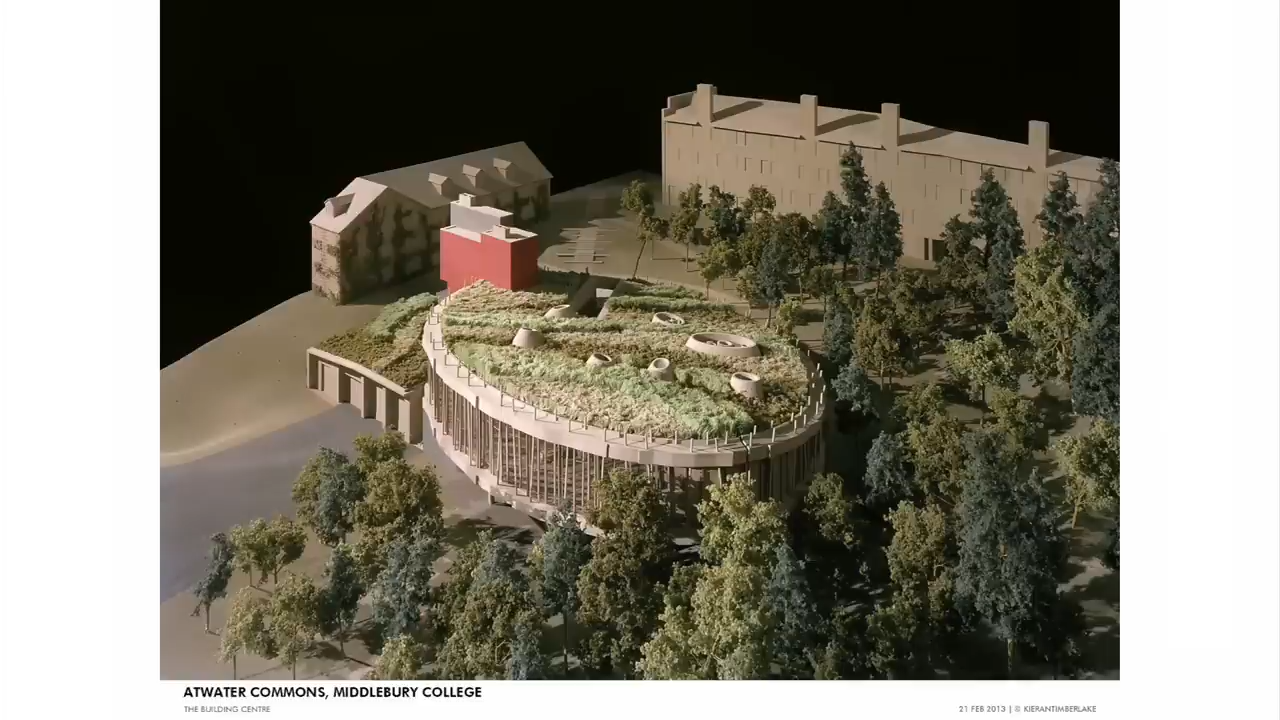 ATWATER COMMONS, MIDDLEBURY COLLEGE
THE BUILDING CENTRE
21 FEB 2013 | © KIERANTIMBERLAKE